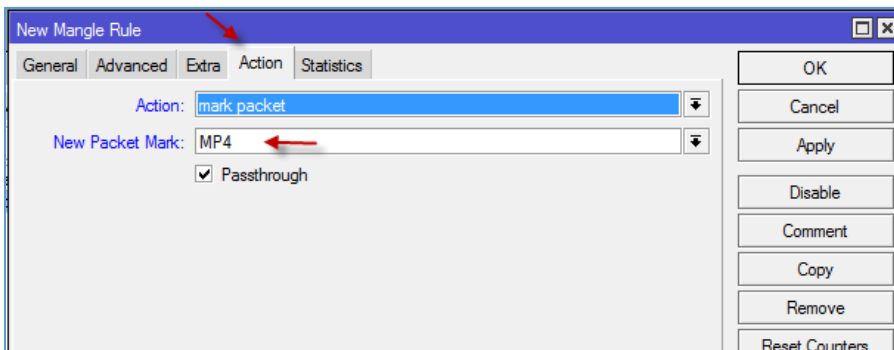 New Mangle Rule
General Advanced Extra Action Statistics
Action: mark packet
New Packet Mark: MP4
Passthrough
OK
Cancel
Apply
Disable
Comment
Copy
Remove
Reset Counters